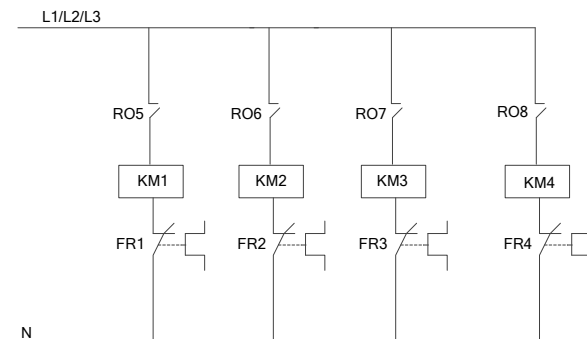 L1/L2/L3
RO5 RO6 RO7 RO8
KM1 KM2 KM3 KM4
FR1 FR2 FR3 FR4
N